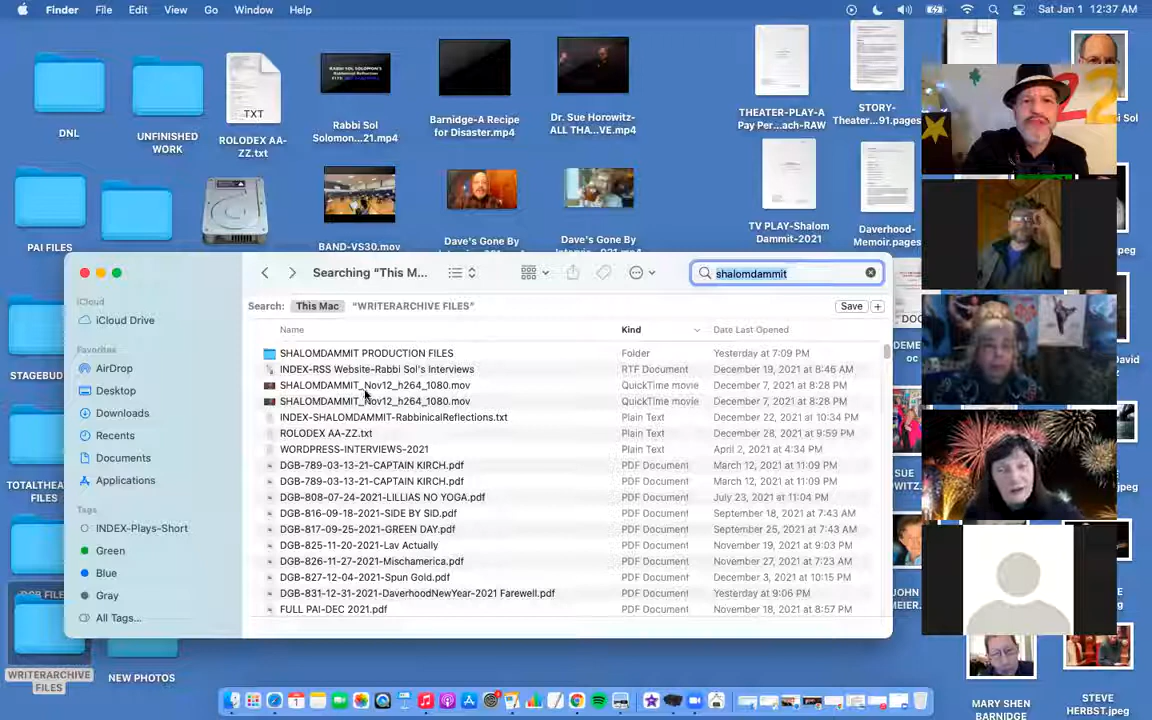 Finder File Edit View Go Window Help
Sat Jan 1 12:37 AM
DNL
UNFINISHED
WORK
TXT
ROLODEX AA-
ZZ.txt
Rabbi Sol
Solomon...21.mp4
Barnidge-A Recipe
for Disaster.mp4
Dr. Sue Horowitz-
ALL THA...VE.mp4
THEATER-PLAY-A
Pay Per...ach-RAW
STORY-
Theater...91.pages
PAI FILES
BAND-VS30.mov
Dave's Gone By
Dave's Gone By
TV PLAY-Shalom
Dammit-2021
Daverhood-
Memoir.pages
Searching “This M...
shalomdammit
Search: This Mac “WRITERARCHIVE FILES”
Save
iCloud
iCloud Drive
Favorites
AirDrop
Desktop
Downloads
Recents
Documents
Applications
Tags
INDEX-Plays-Short
Green
Blue
Gray
All Tags...
Name Kind Date Last Opened
SHALOMDAMMIT PRODUCTION FILES Folder Yesterday at 7:09 PM
INDEX-RSS Website-Rabbi Sol's Interviews RTF Document December 19, 2021 at 8:46 AM
SHALOMDAMMIT_Nov12_h264_1080.mov QuickTime movie December 7, 2021 at 8:28 PM
SHALOMDAMMIT_Nov12_h264_1080.mov QuickTime movie December 7, 2021 at 8:28 PM
INDEX-SHALOMDAMMIT-RabbinicalReflections.txt Plain Text December 22, 2021 at 10:34 PM
ROLODEX AA-ZZ.txt Plain Text December 28, 2021 at 9:59 PM
WORDPRESS-INTERVIEWS-2021 Plain Text April 2, 2021 at 4:34 PM
DGB-789-03-13-21-CAPTAIN KIRCH.pdf PDF Document March 12, 2021 at 11:09 PM
DGB-789-03-13-21-CAPTAIN KIRCH.pdf PDF Document March 12, 2021 at 11:09 PM
DGB-808-07-24-2021-LILLIAS NO YOGA.pdf PDF Document July 23, 2021 at 11:04 PM
DGB-816-09-18-2021-SIDE BY SID.pdf PDF Document September 18, 2021 at 7:43 AM
DGB-817-09-25-2021-GREEN DAY.pdf PDF Document September 25, 2021 at 7:43 AM
DGB-825-11-20-2021-Lav Actually PDF Document November 19, 2021 at 9:03 PM
DGB-826-11-27-2021-Mischamerica.pdf PDF Document November 27, 2021 at 7:23 AM
DGB-827-12-04-2021-Spun Gold.pdf PDF Document December 3, 2021 at 10:15 PM
DGB-831-12-31-2021-DaverhoodNewYear-2021 Farewell.pdf PDF Document Yesterday at 9:06 PM
FULL PAI-DEC 2021.pdf PDF Document November 18, 2021 at 8:57 PM
WRITERARCHIVE
FILES
NEW PHOTOS
MARY SHEN
BARNIDGE
STEVE
HERBST.jpeg